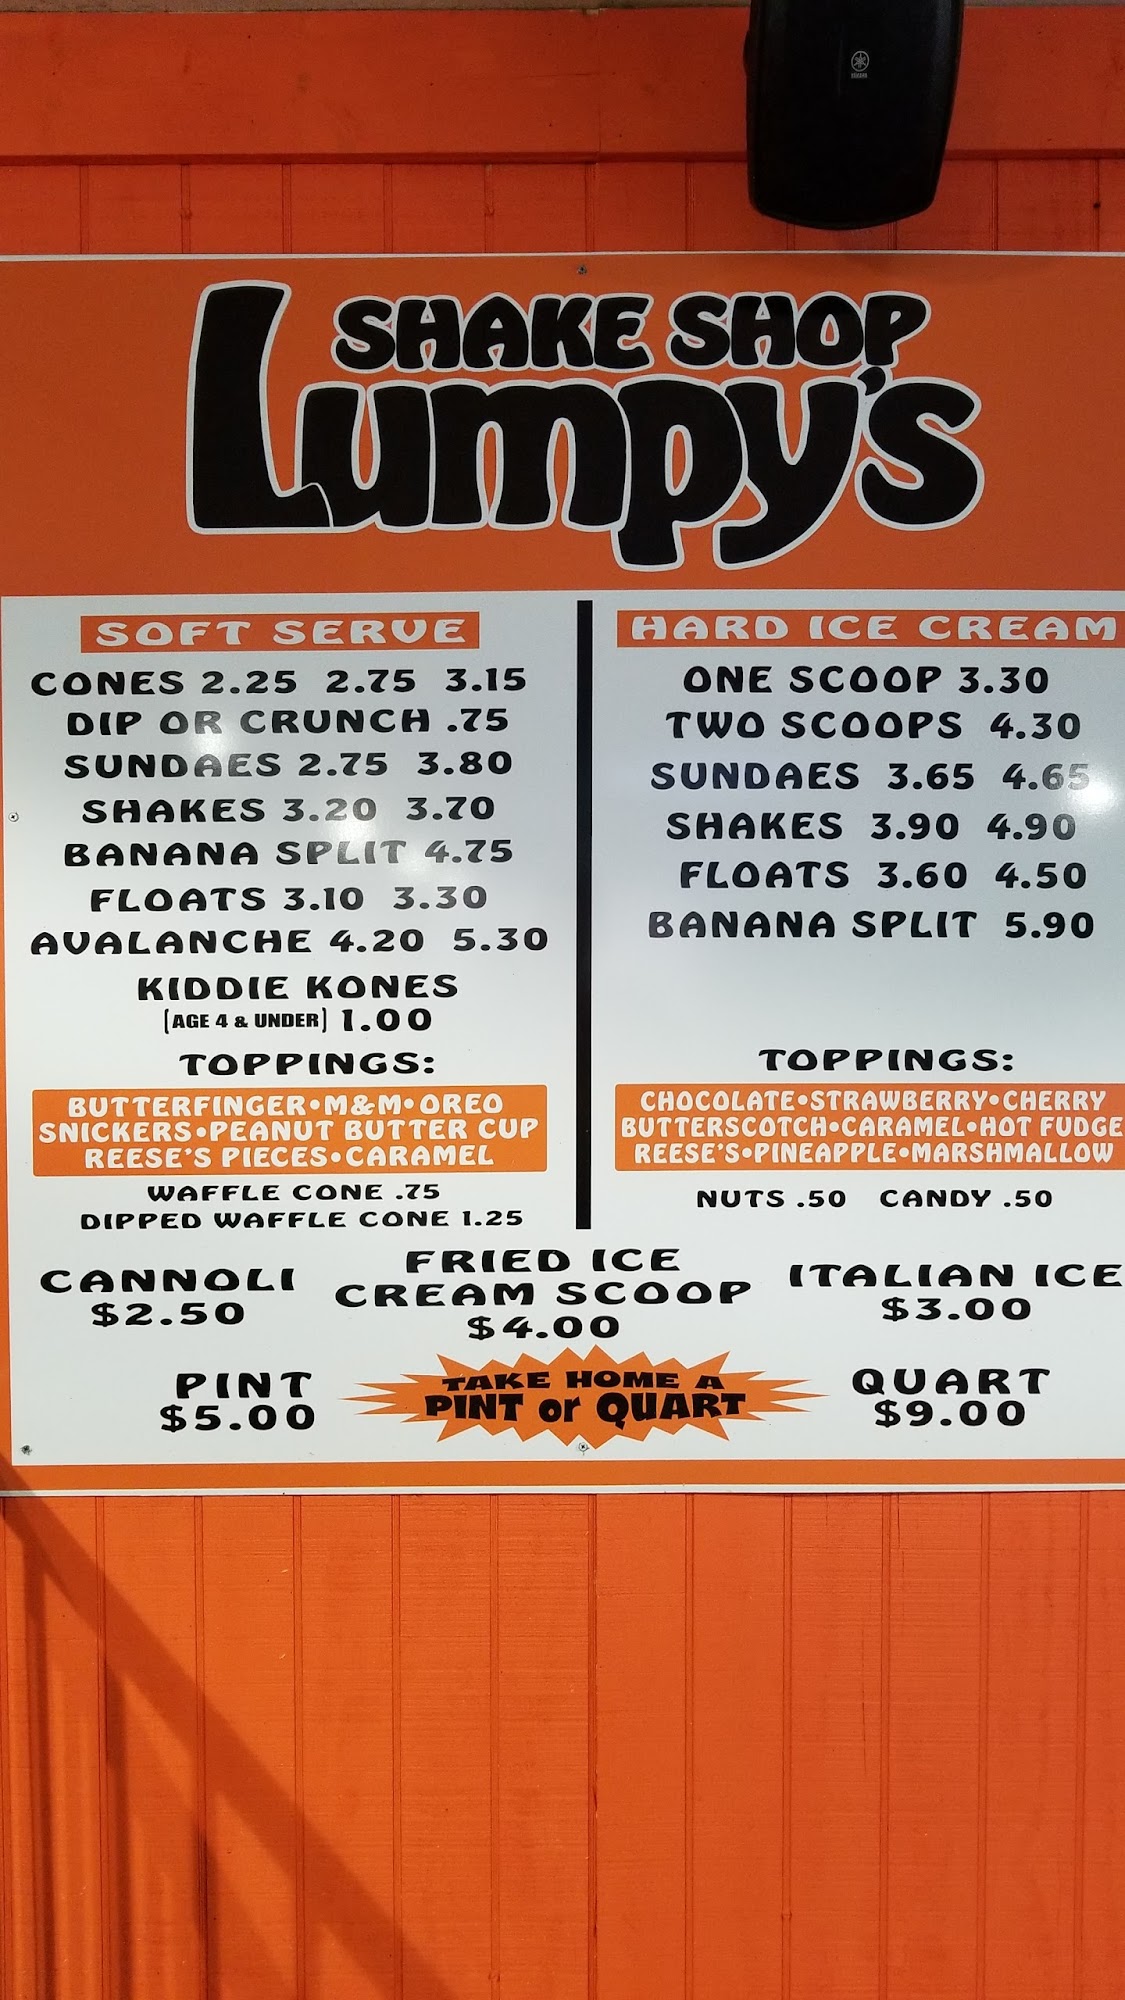 SHAKE SHOP
Lumpy's
SOFT SERVE
CONES 2.25 2.75 3.15
DIP OR CRUNCH .75
SUNDAES 2.75 3.80
SHAKES 3.20 3.70
BANANA SPLIT 4.75
FLOATS 3.10 3.30
AVALANCHE 4.20 5.30
KIDDIE KONES
(AGE 4 & UNDER) 1.00
TOPPINGS:
BUTTERFINGER•M&M•OREO
SNICKERS•PEANUT BUTTER CUP
REESE'S PIECES•CARAMEL
WAFFLE CONE .75
DIPPED WAFFLE CONE 1.25
HARD ICE CREAM
ONE SCOOP 3.30
TWO SCOOPS 4.30
SUNDAES 3.65 4.65
SHAKES 3.90 4.90
FLOATS 3.60 4.50
BANANA SPLIT 5.90
TOPPINGS:
CHOCOLATE•STRAWBERRY•CHERRY
BUTTERSCOTCH•CARAMEL•HOT FUDGE
REESE'S•PINEAPPLE•MARSHMALLOW
NUTS .50 CANDY .50
CANNOLI
$2.50
FRIED ICE
CREAM SCOOP
$4.00
ITALIAN ICE
$3.00
PINT
$5.00
TAKE HOME A
PINT or QUART
QUART
$9.00